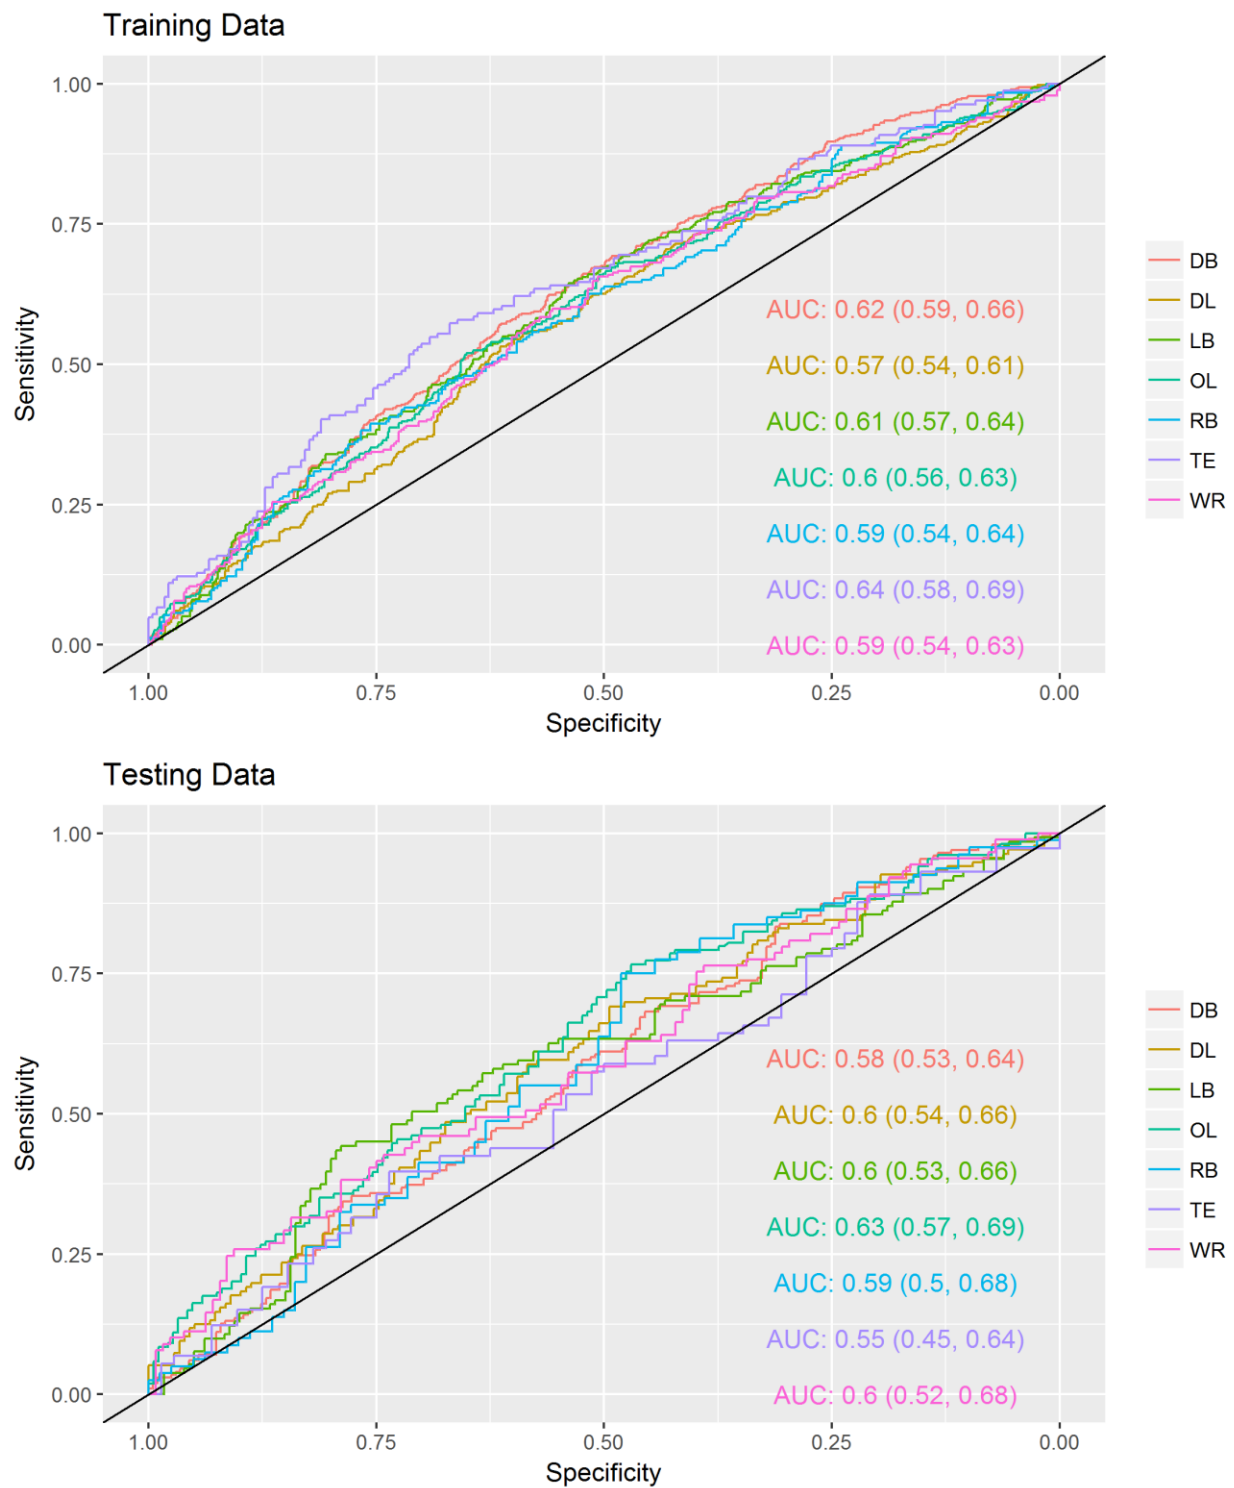 Training Data
1.00
0.75
0.50
0.25
0.00
Sensitivity
AUC: 0.62 (0.59, 0.66)
AUC: 0.57 (0.54, 0.61)
AUC: 0.61 (0.57, 0.64)
AUC: 0.6 (0.56, 0.63)
AUC: 0.59 (0.54, 0.64)
AUC: 0.64 (0.58, 0.69)
AUC: 0.59 (0.54, 0.63)
DB
DL
LB
OL
RB
TE
WR
1.00 0.75 0.50 0.25 0.00
Specificity
Testing Data
1.00
0.75
0.50
0.25
0.00
Sensitivity
AUC: 0.58 (0.53, 0.64)
AUC: 0.6 (0.54, 0.66)
AUC: 0.6 (0.53, 0.66)
AUC: 0.63 (0.57, 0.69)
AUC: 0.59 (0.5, 0.68)
AUC: 0.55 (0.45, 0.64)
AUC: 0.6 (0.52, 0.68)
DB
DL
LB
OL
RB
TE
WR
1.00 0.75 0.50 0.25 0.00
Specificity